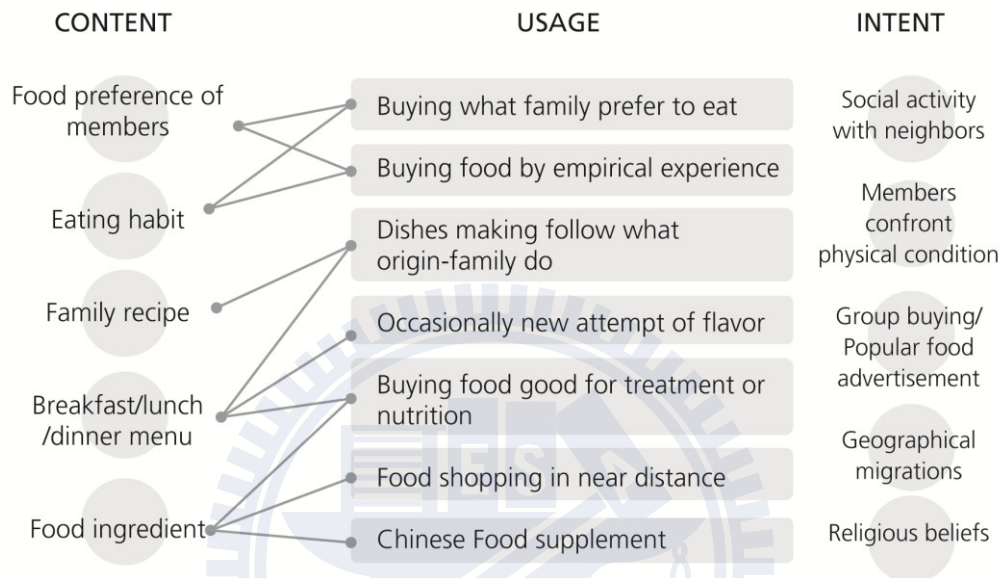 CONTENT
USAGE
INTENT
Food preference of
members
Eating habit
Family recipe
Breakfast/lunch
/dinner menu
Food ingredient
Buying what family prefer to eat
Buying food by empirical experience
Dishes making follow what
origin-family do
Occasionally new attempt of flavor
Buying food good for treatment or
nutrition
Food shopping in near distance
Chinese Food supplement
Social activity
with neighbors
Members
confront
physical condition
Group buying/
Popular food
advertisement
Geographical
migrations
Religious beliefs
ES